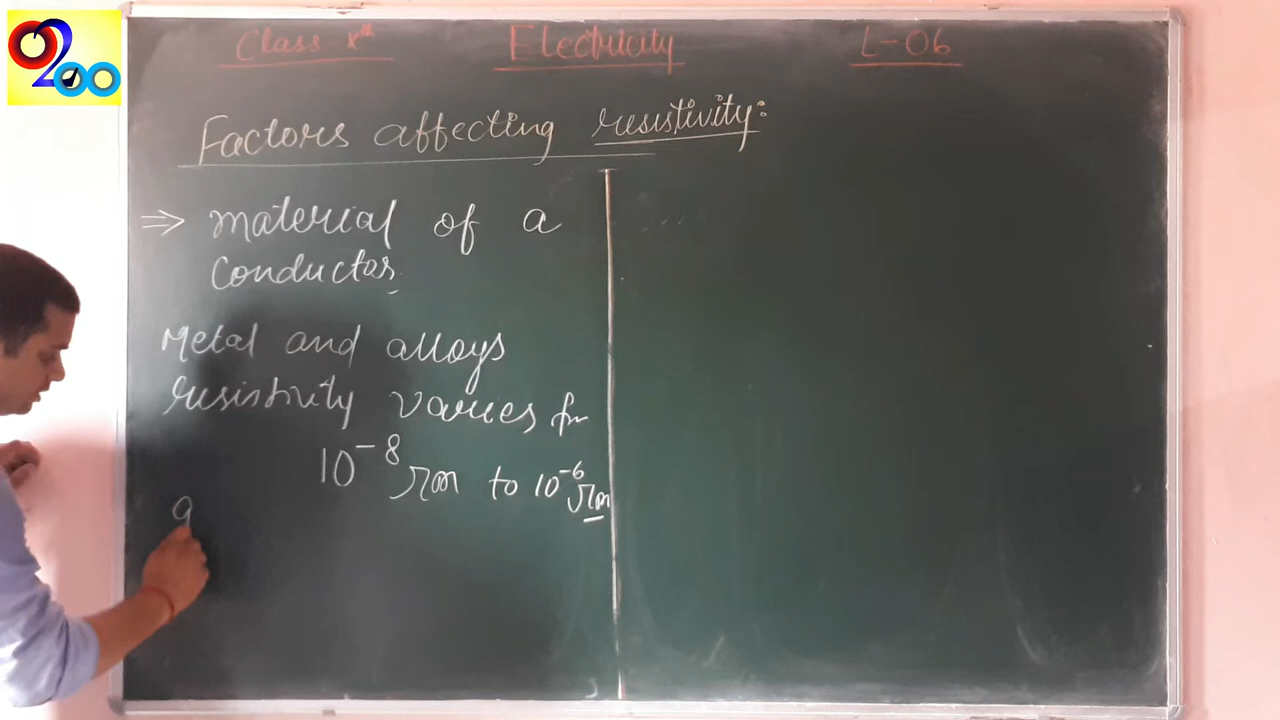 Class-Xth Electricity L-06
Factors affecting resistivity:
⇒ material of a
conductor.
Metal and alloys
resistivity varies fm
10⁻⁸ Ωm to 10⁻⁶ Ωm